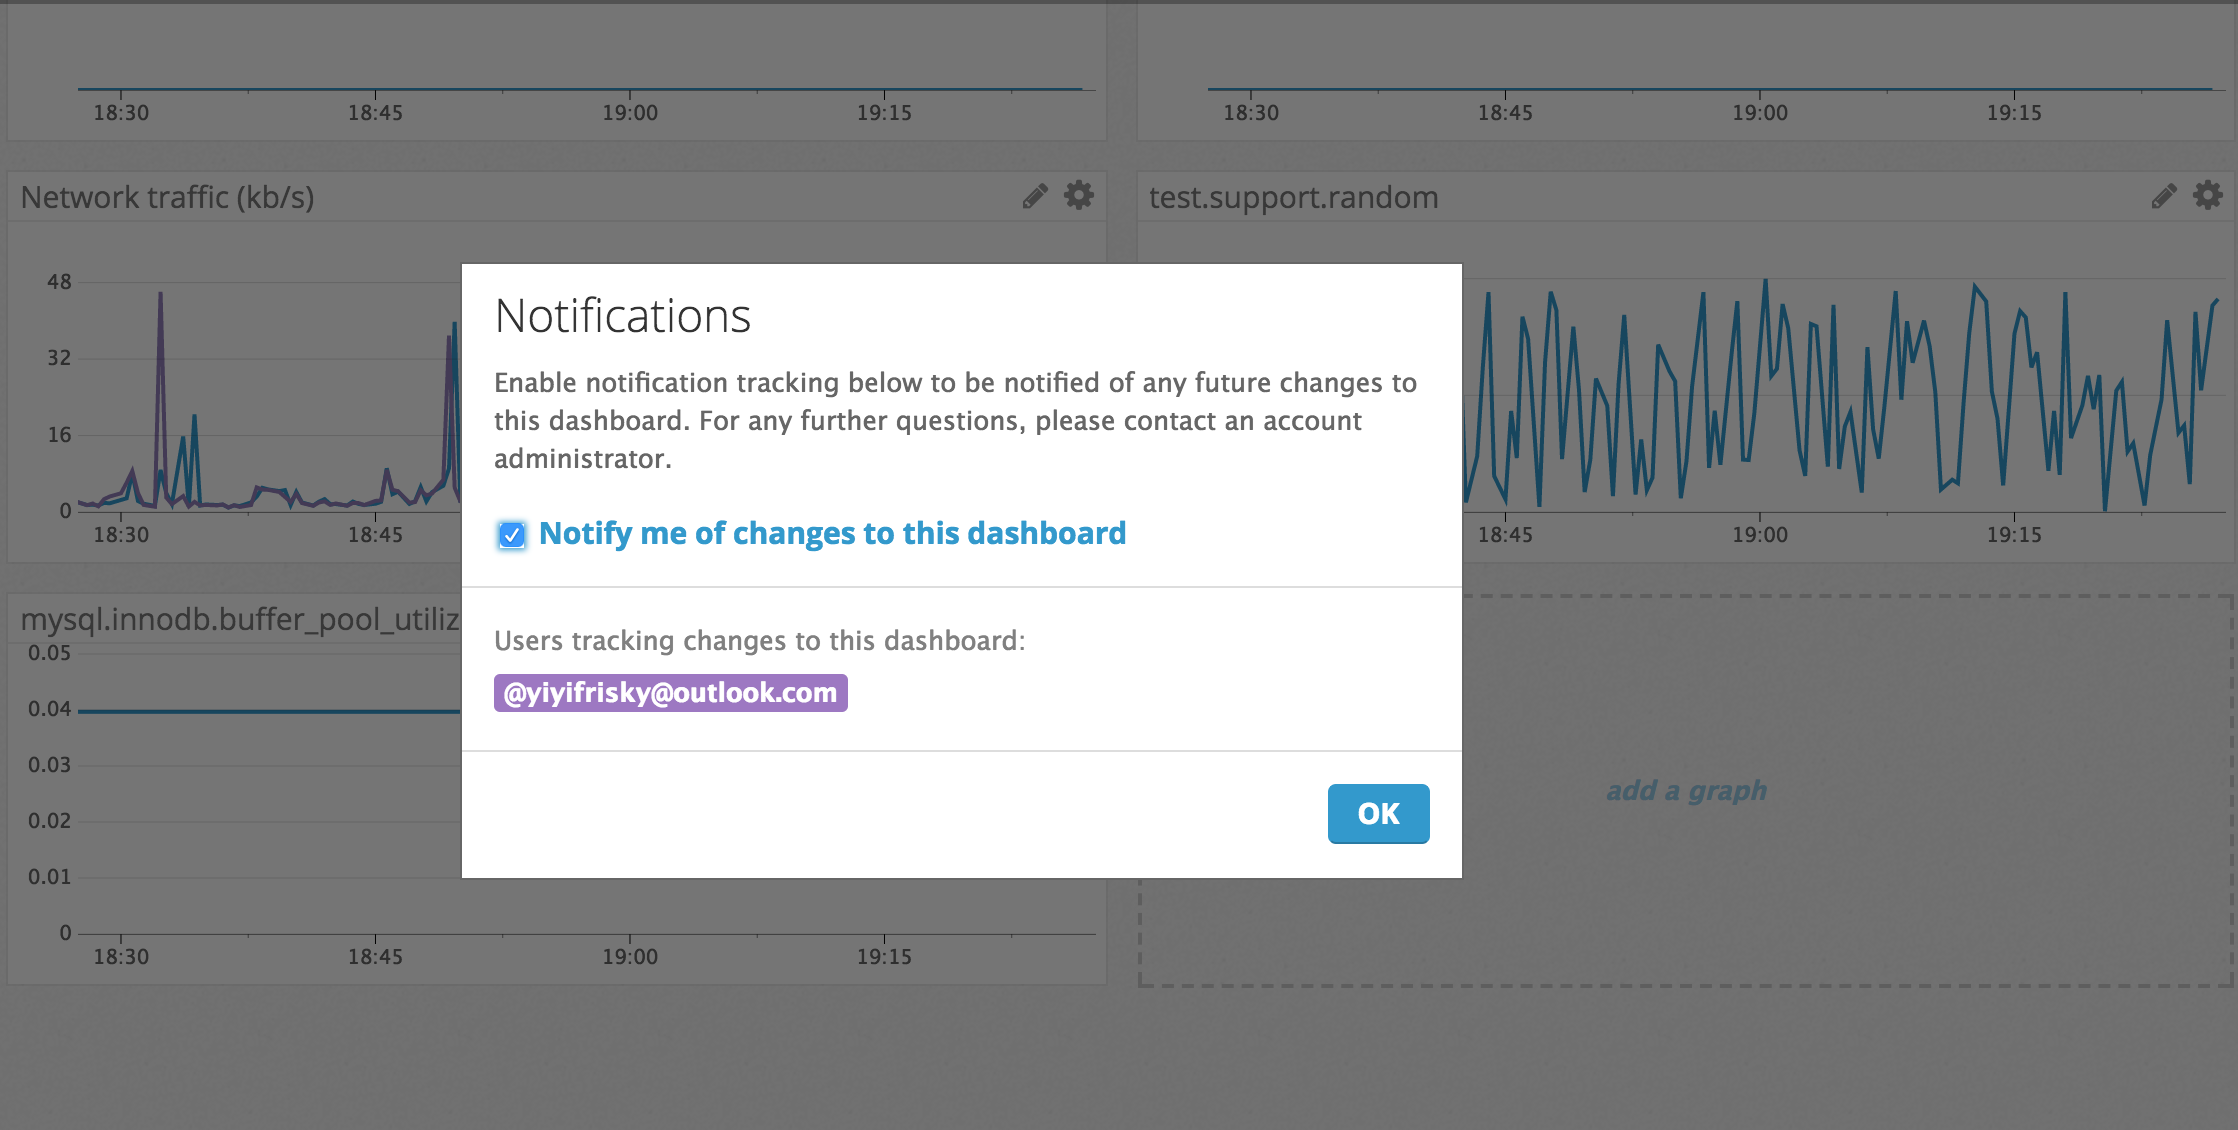 18:30 18:45 19:00 19:15
18:30 18:45 19:00 19:15
Network traffic (kb/s)
48
32
16
0
18:30 18:45
test.support.random
18:45 19:00 19:15
Notifications
Enable notification tracking below to be notified of any future changes to
this dashboard. For any further questions, please contact an account
administrator.
Notify me of changes to this dashboard
Users tracking changes to this dashboard:
@yiyifrisky@outlook.com
OK
mysql.innodb.buffer_pool_utiliz
0.05
0.04
0.03
0.02
0.01
0
18:30 18:45 19:00 19:15
add a graph